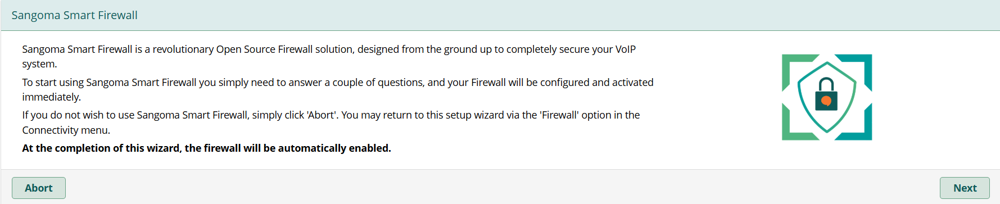 Sangoma Smart Firewall
Sangoma Smart Firewall is a revolutionary Open Source Firewall solution, designed from the ground up to completely secure your VoIP
system.
To start using Sangoma Smart Firewall you simply need to answer a couple of questions, and your Firewall will be configured and activated
immediately.
If you do not wish to use Sangoma Smart Firewall, simply click 'Abort'. You may return to this setup wizard via the 'Firewall' option in the
Connectivity menu.
At the completion of this wizard, the firewall will be automatically enabled.
Abort
Next